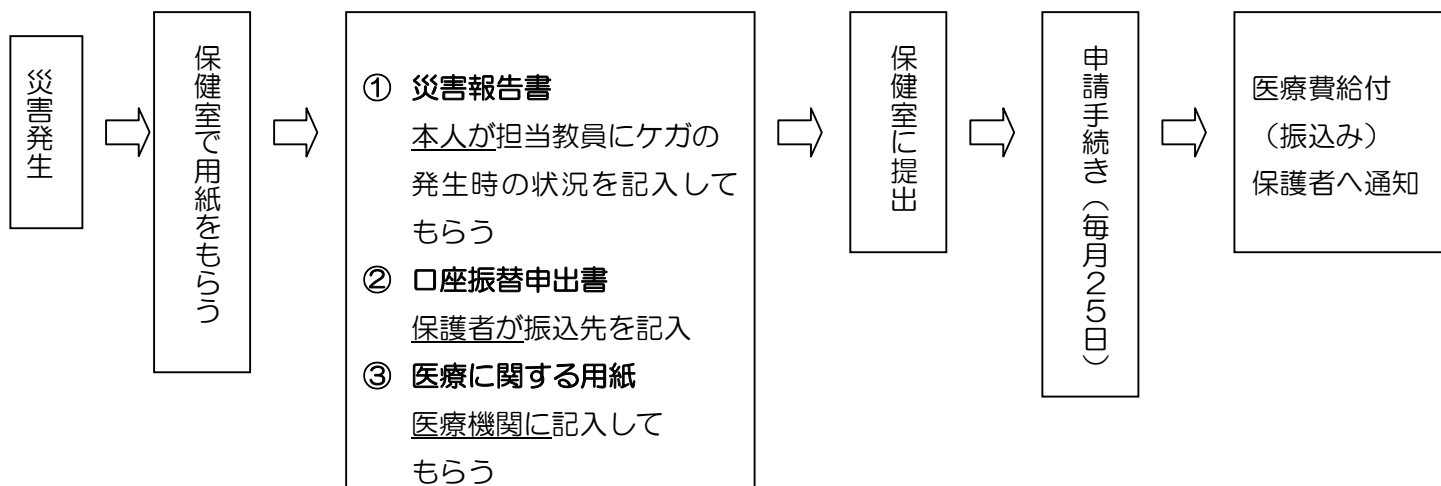 災害発生
保健室で用紙をもらう
① 災害報告書
本人が担当教員にケガの
発生時の状況を記入して
もらう
② 口座振替申出書
保護者が振込先を記入
③ 医療に関する用紙
医療機関に記入して
もらう
保健室に提出
申請手続き（毎月２５日）
医療費給付
（振込み）
保護者へ通知